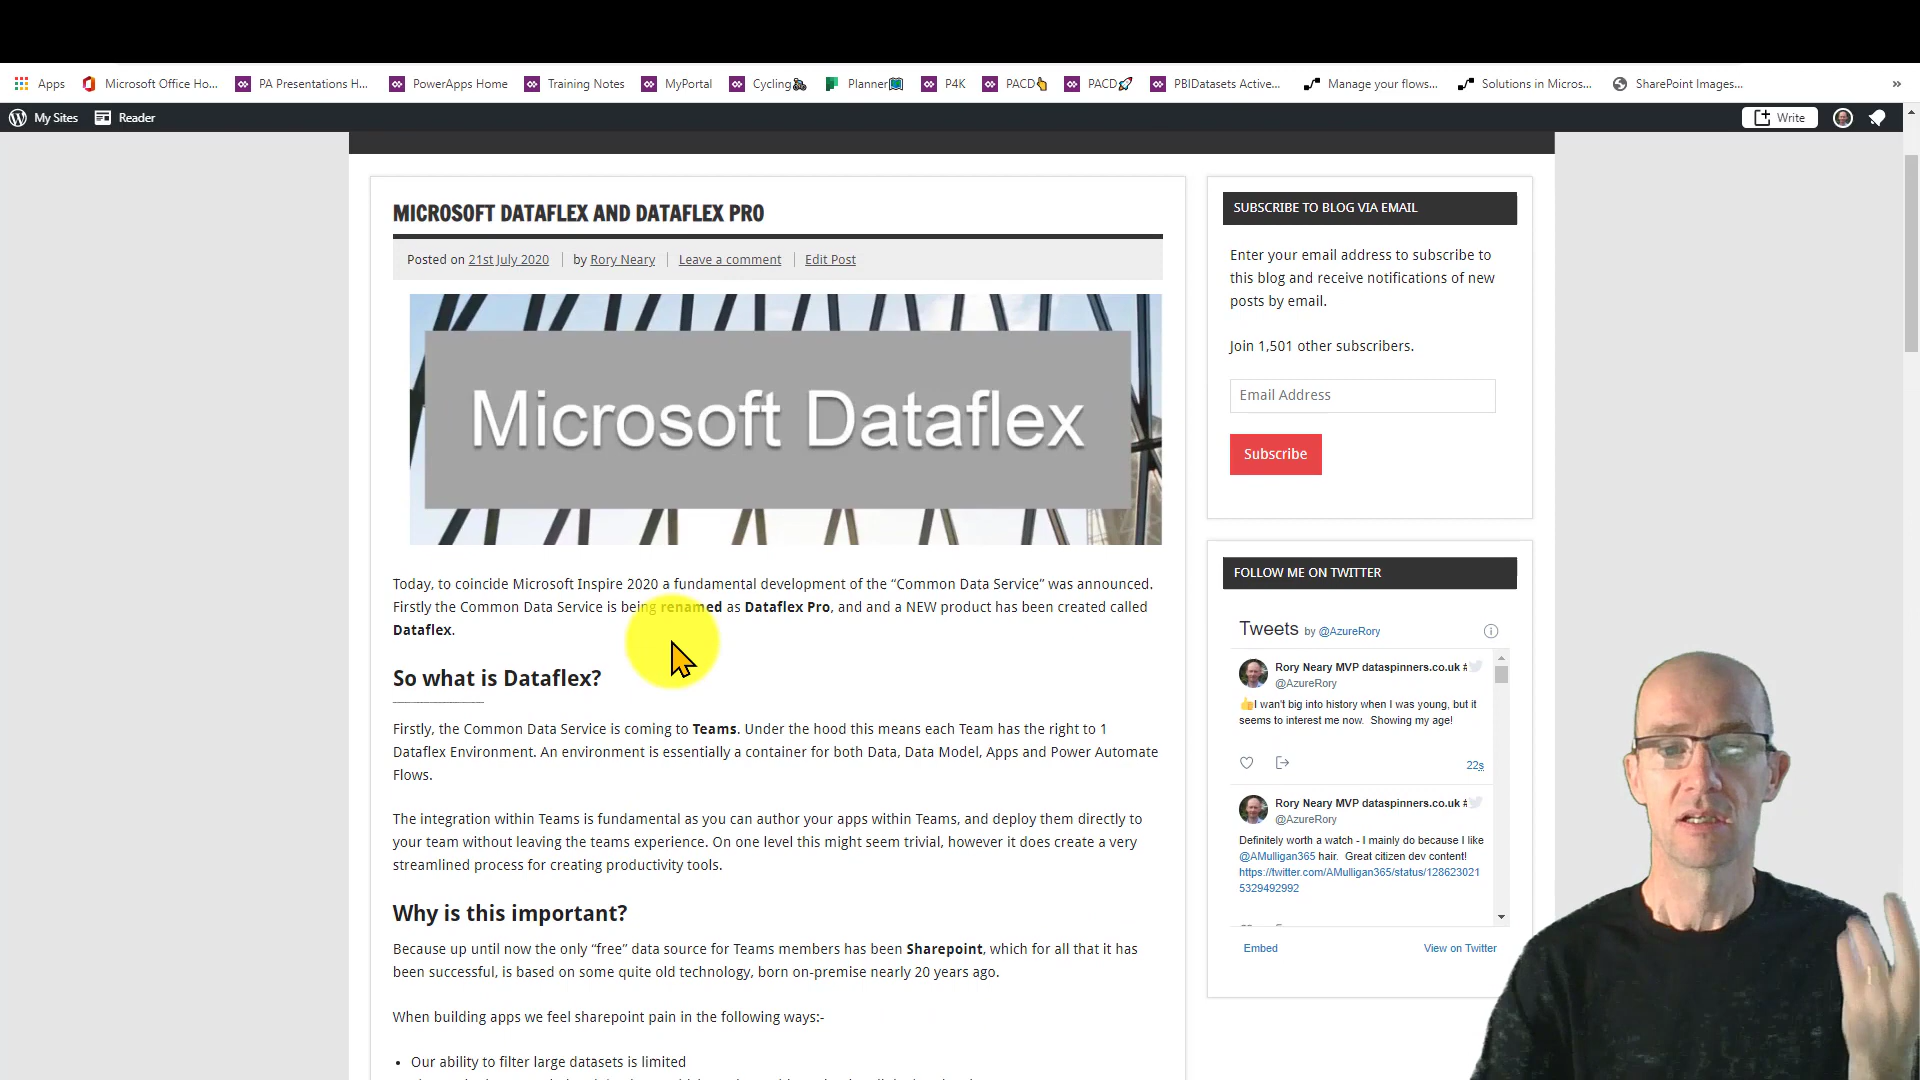 Apps Microsoft Office Ho... PA Presentations H... PowerApps Home Training Notes MyPortal Cycling Planner P4K PACD PACD PBIDatasets Active... Manage your flows... Solutions in Micros... SharePoint Images... »
My Sites Reader Write
MICROSOFT DATAFLEX AND DATAFLEX PRO
Posted on 21st July 2020 by Rory Neary Leave a comment Edit Post
Microsoft Dataflex
Today, to coincide Microsoft Inspire 2020 a fundamental development of the “Common Data Service” was announced.
Firstly the Common Data Service is being renamed as Dataflex Pro, and and a NEW product has been created called
Dataflex.
So what is Dataflex?
Firstly, the Common Data Service is coming to Teams. Under the hood this means each Team has the right to 1
Dataflex Environment. An environment is essentially a container for both Data, Data Model, Apps and Power Automate
Flows.
The integration within Teams is fundamental as you can author your apps within Teams, and deploy them directly to
your team without leaving the teams experience. On one level this might seem trivial, however it does create a very
streamlined process for creating productivity tools.
Why is this important?
Because up until now the only “free” data source for Teams members has been Sharepoint, which for all that it has
been successful, is based on some quite old technology, born on-premise nearly 20 years ago.
When building apps we feel sharepoint pain in the following ways:-
• Our ability to filter large datasets is limited
SUBSCRIBE TO BLOG VIA EMAIL
Enter your email address to subscribe to
this blog and receive notifications of new
posts by email.
Join 1,501 other subscribers.
Email Address
Subscribe
FOLLOW ME ON TWITTER
Tweets by @AzureRory
Rory Neary MVP dataspinners.co.uk #
@AzureRory
👍I wan't big into history when I was young, but it
seems to interest me now. Showing my age!
22s
Rory Neary MVP dataspinners.co.uk #
@AzureRory
Definitely worth a watch - I mainly do because I like
@AMulligan365 hair. Great citizen dev content!
https://twitter.com/AMulligan365/status/128623021
5329492992
Embed View on Twitter